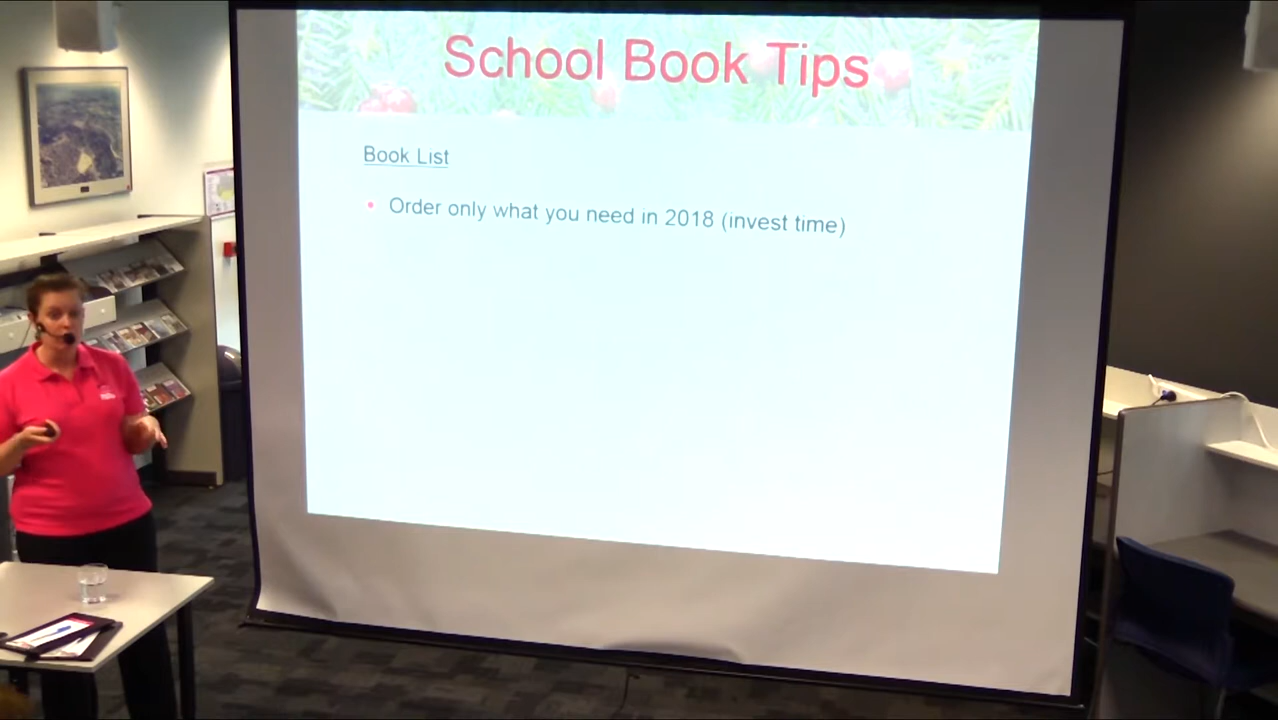 School Book Tips
Book List
• Order only what you need in 2018 (invest time)